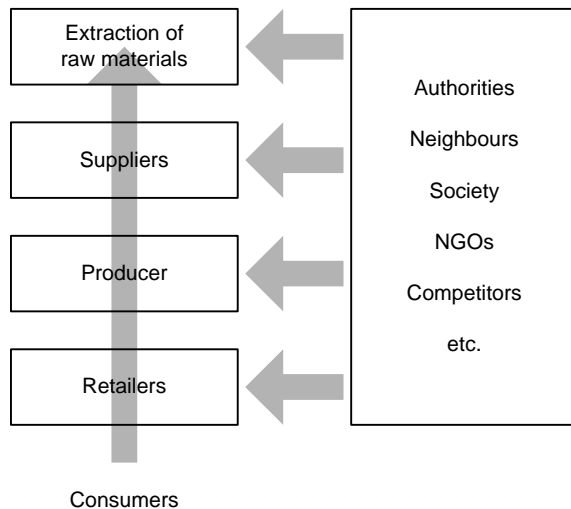 Extraction of
raw materials
Suppliers
Producer
Retailers
Consumers
Authorities
Neighbours
Society
NGOs
Competitors
etc.